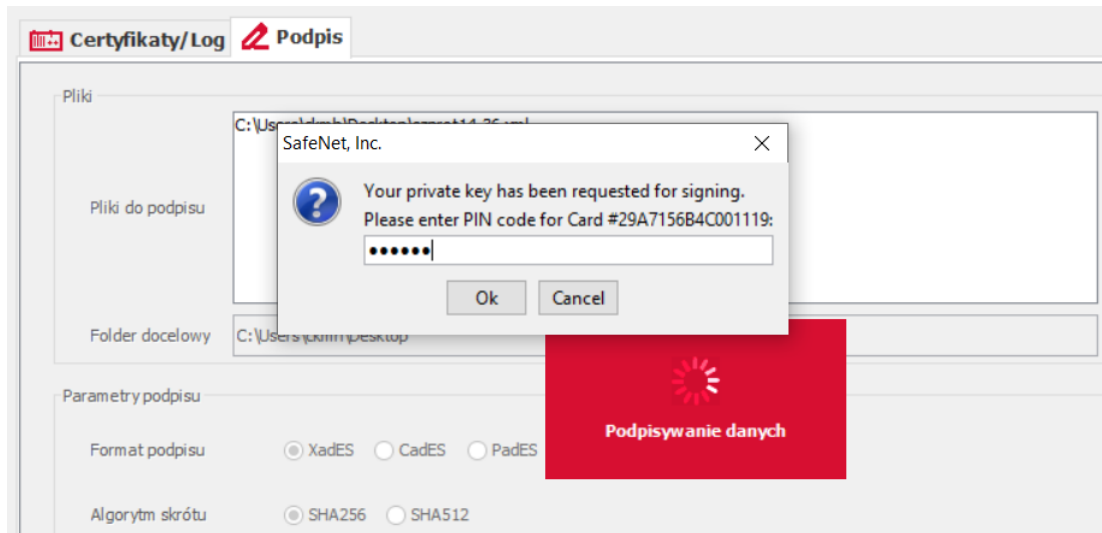 Certyfikaty/Log Podpis
Pliki
SafeNet, Inc.
Your private key has been requested for signing.
Please enter PIN code for Card #29A7156B4C001119:
••••••
Ok Cancel
Pliki do podpisu
Folder docelowy
Podpisywanie danych
Parametry podpisu
Format podpisu XadES CadES PadES
Algorytm skrótu SHA256 SHA512